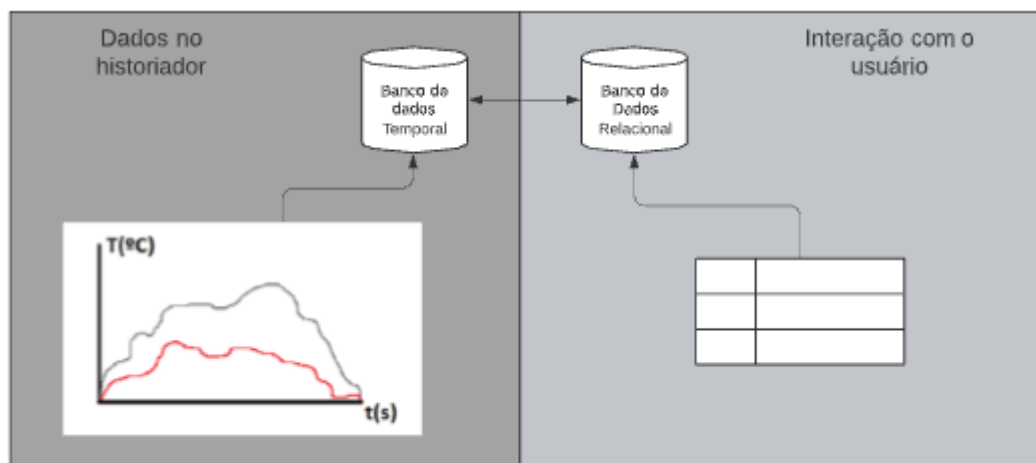 Dados no
historiador
Banco de
dados
Temporal
Banco de
Dados
Relacional
Interação com o
usuário
T(ºC)
t(s)